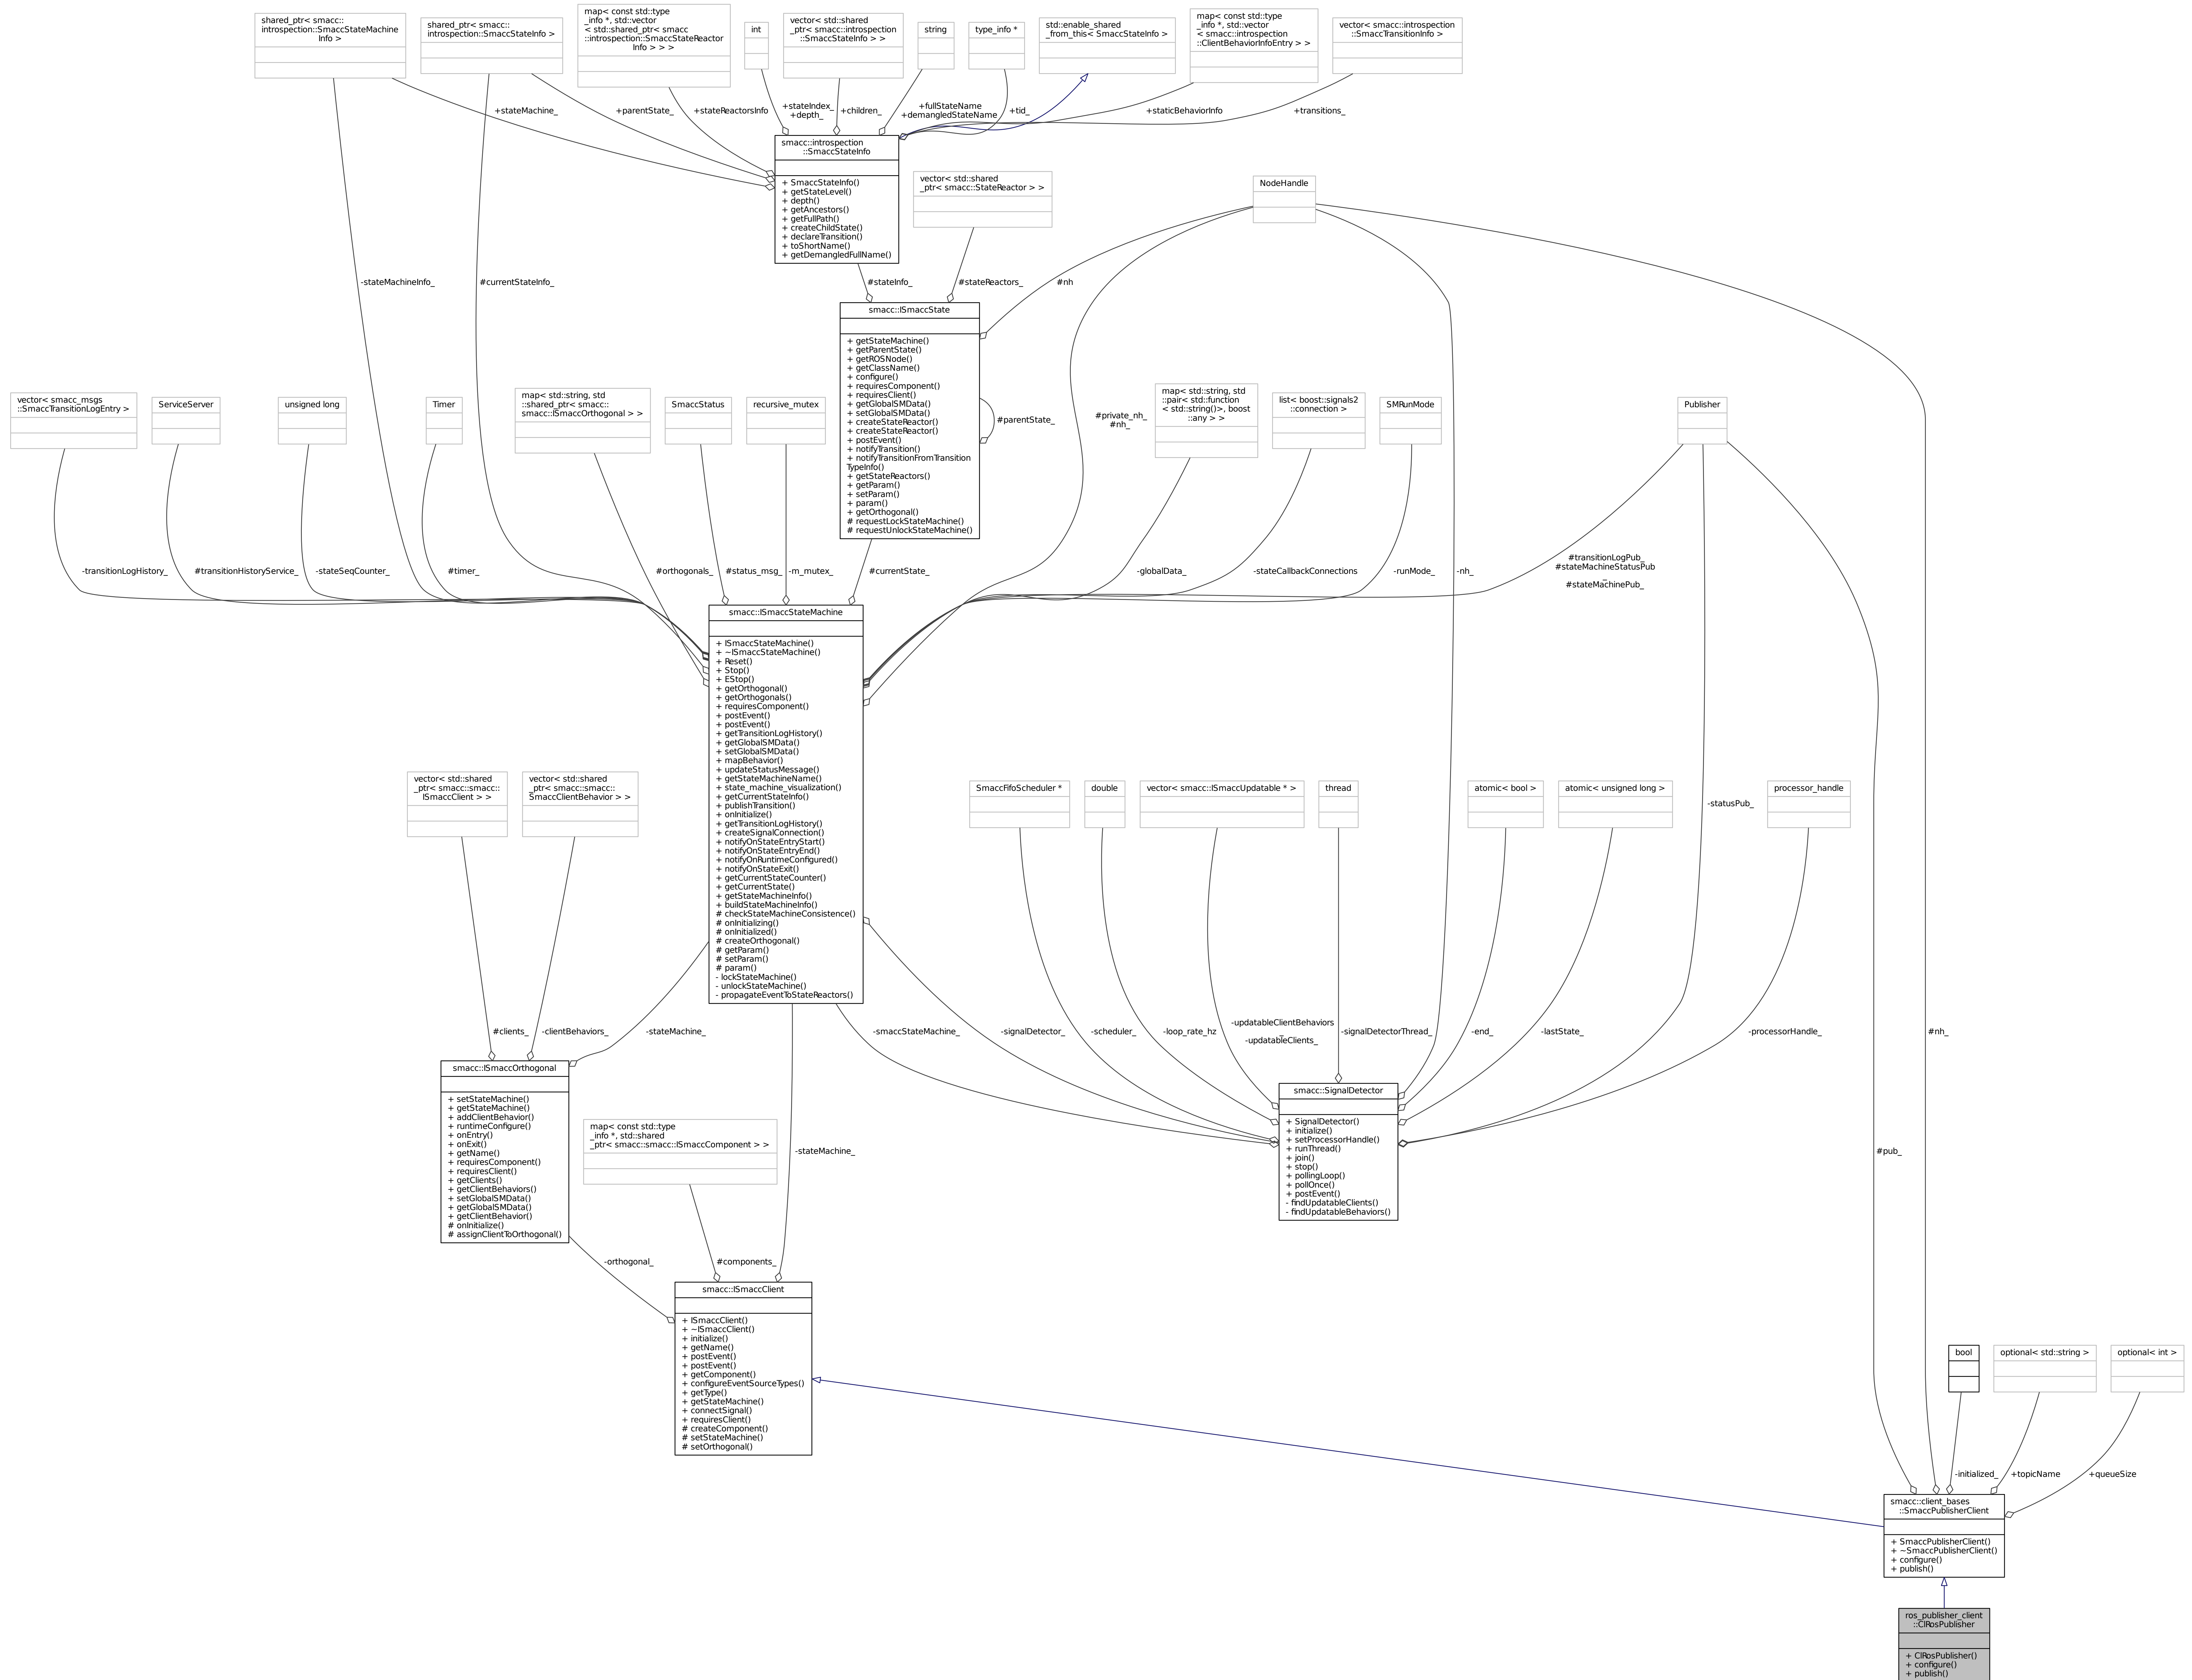 shared_ptr< smacc::
introspection::SmaccStateMachine
Info >
shared_ptr< smacc::
introspection::SmaccStateInfo >
map< const std::type
_info *, std::vector
< std::shared_ptr< smacc
::introspection::SmaccStateReactor
Info > > >
int
vector< std::shared
_ptr< smacc::introspection
::SmaccStateInfo > >
string
type_info *
std::enable_shared
_from_this< SmaccStateInfo >
map< const std::type
_info *, std::vector
< smacc::introspection
::ClientBehaviorInfoEntry > >
vector< smacc::introspection
::SmaccTransitionInfo >
+stateMachine_
+parentState_
+stateReactorsInfo
+stateIndex_
+depth_
+children_
+fullStateName
+demangledStateName
+tid_
+staticBehaviorInfo
+transitions_
smacc::introspection
::SmaccStateInfo
+ SmaccStateInfo()
+ getStateLevel()
+ depth()
+ getAncestors()
+ getFullPath()
+ createChildState()
+ declareTransition()
+ toShortName()
+ getDemangledFullName()
vector< std::shared
_ptr< smacc::StateReactor > >
NodeHandle
-stateMachineInfo_
#currentStateInfo_
#stateInfo_
#stateReactors_
#nh
smacc::ISmaccState
+ getStateMachine()
+ getParentState()
+ getROSNode()
+ getClassName()
+ configure()
+ requiresComponent()
+ requiresClient()
+ getGlobalSMData()
+ setGlobalSMData()
+ createStateReactor()
+ createStateReactor()
+ postEvent()
+ notifyTransition()
+ notifyTransitionFromTransition
TypeInfo()
+ getStateReactors()
+ getParam()
+ setParam()
+ param()
+ getOrthogonal()
# requestLockStateMachine()
# requestUnlockStateMachine()
#parentState_
#private_nh_
#nh_
vector< smacc_msgs
::SmaccTransitionLogEntry >
ServiceServer
unsigned long
Timer
map< std::string, std
::shared_ptr< smacc::
smacc::ISmaccOrthogonal > >
SmaccStatus
recursive_mutex
map< std::string, std
::pair< std::function
< std::string()>, boost
::any > >
list< boost::signals2
::connection >
SMRunMode
Publisher
-transitionLogHistory_
#transitionHistoryService_
-stateSeqCounter_
#timer_
#orthogonals_
#status_msg_
-m_mutex_
#currentState_
-globalData_
-stateCallbackConnections
-runMode_
-nh_
#transitionLogPub_
#stateMachineStatusPub
_
#stateMachinePub_
smacc::ISmaccStateMachine
+ ISmaccStateMachine()
+ ~ISmaccStateMachine()
+ Reset()
+ Stop()
+ EStop()
+ getOrthogonal()
+ getOrthogonals()
+ requiresComponent()
+ postEvent()
+ postEvent()
+ getTransitionLogHistory()
+ getGlobalSMData()
+ setGlobalSMData()
+ mapBehavior()
+ updateStatusMessage()
+ getStateMachineName()
+ state_machine_visualization()
+ getCurrentStateInfo()
+ publishTransition()
+ onInitialize()
+ getTransitionLogHistory()
+ createSignalConnection()
+ notifyOnStateEntryStart()
+ notifyOnStateEntryEnd()
+ notifyOnRuntimeConfigured()
+ notifyOnStateExit()
+ getCurrentStateCounter()
+ getCurrentState()
+ getStateMachineInfo()
+ buildStateMachineInfo()
# checkStateMachineConsistence()
# onInitializing()
# onInitialized()
# createOrthogonal()
# getParam()
# setParam()
# param()
- lockStateMachine()
- unlockStateMachine()
- propagateEventToStateReactors()
vector< std::shared
_ptr< smacc::smacc::
ISmaccClient > >
vector< std::shared
_ptr< smacc::smacc::
SmaccClientBehavior > >
SmaccFifoScheduler *
double
vector< smacc::ISmaccUpdatable * >
thread
atomic< bool >
atomic< unsigned long >
processor_handle
-statusPub_
#clients_
-clientBehaviors_
-stateMachine_
-smaccStateMachine_
-signalDetector_
-scheduler_
-loop_rate_hz
-updatableClientBehaviors
_
-updatableClients_
-signalDetectorThread_
-end_
-lastState_
-processorHandle_
#nh_
smacc::ISmaccOrthogonal
+ setStateMachine()
+ getStateMachine()
+ addClientBehavior()
+ runtimeConfigure()
+ onEntry()
+ onExit()
+ getName()
+ requiresComponent()
+ requiresClient()
+ getClients()
+ getClientBehaviors()
+ setGlobalSMData()
+ getGlobalSMData()
+ getClientBehavior()
# onInitialize()
# assignClientToOrthogonal()
smacc::SignalDetector
+ SignalDetector()
+ initialize()
+ setProcessorHandle()
+ runThread()
+ join()
+ stop()
+ pollingLoop()
+ pollOnce()
+ postEvent()
- findUpdatableClients()
- findUpdatableBehaviors()
map< const std::type
_info *, std::shared
_ptr< smacc::smacc::ISmaccComponent > >
-stateMachine_
#pub_
-orthogonal_
#components_
smacc::ISmaccClient
+ ISmaccClient()
+ ~ISmaccClient()
+ initialize()
+ getName()
+ postEvent()
+ postEvent()
+ getComponent()
+ configureEventSourceTypes()
+ getType()
+ getStateMachine()
+ connectSignal()
+ requiresClient()
# createComponent()
# setStateMachine()
# setOrthogonal()
bool
optional< std::string >
optional< int >
-initialized_
+topicName
+queueSize
smacc::client_bases
::SmaccPublisherClient
+ SmaccPublisherClient()
+ ~SmaccPublisherClient()
+ configure()
+ publish()
ros_publisher_client
::ClRosPublisher
+ ClRosPublisher()
+ configure()
+ publish()